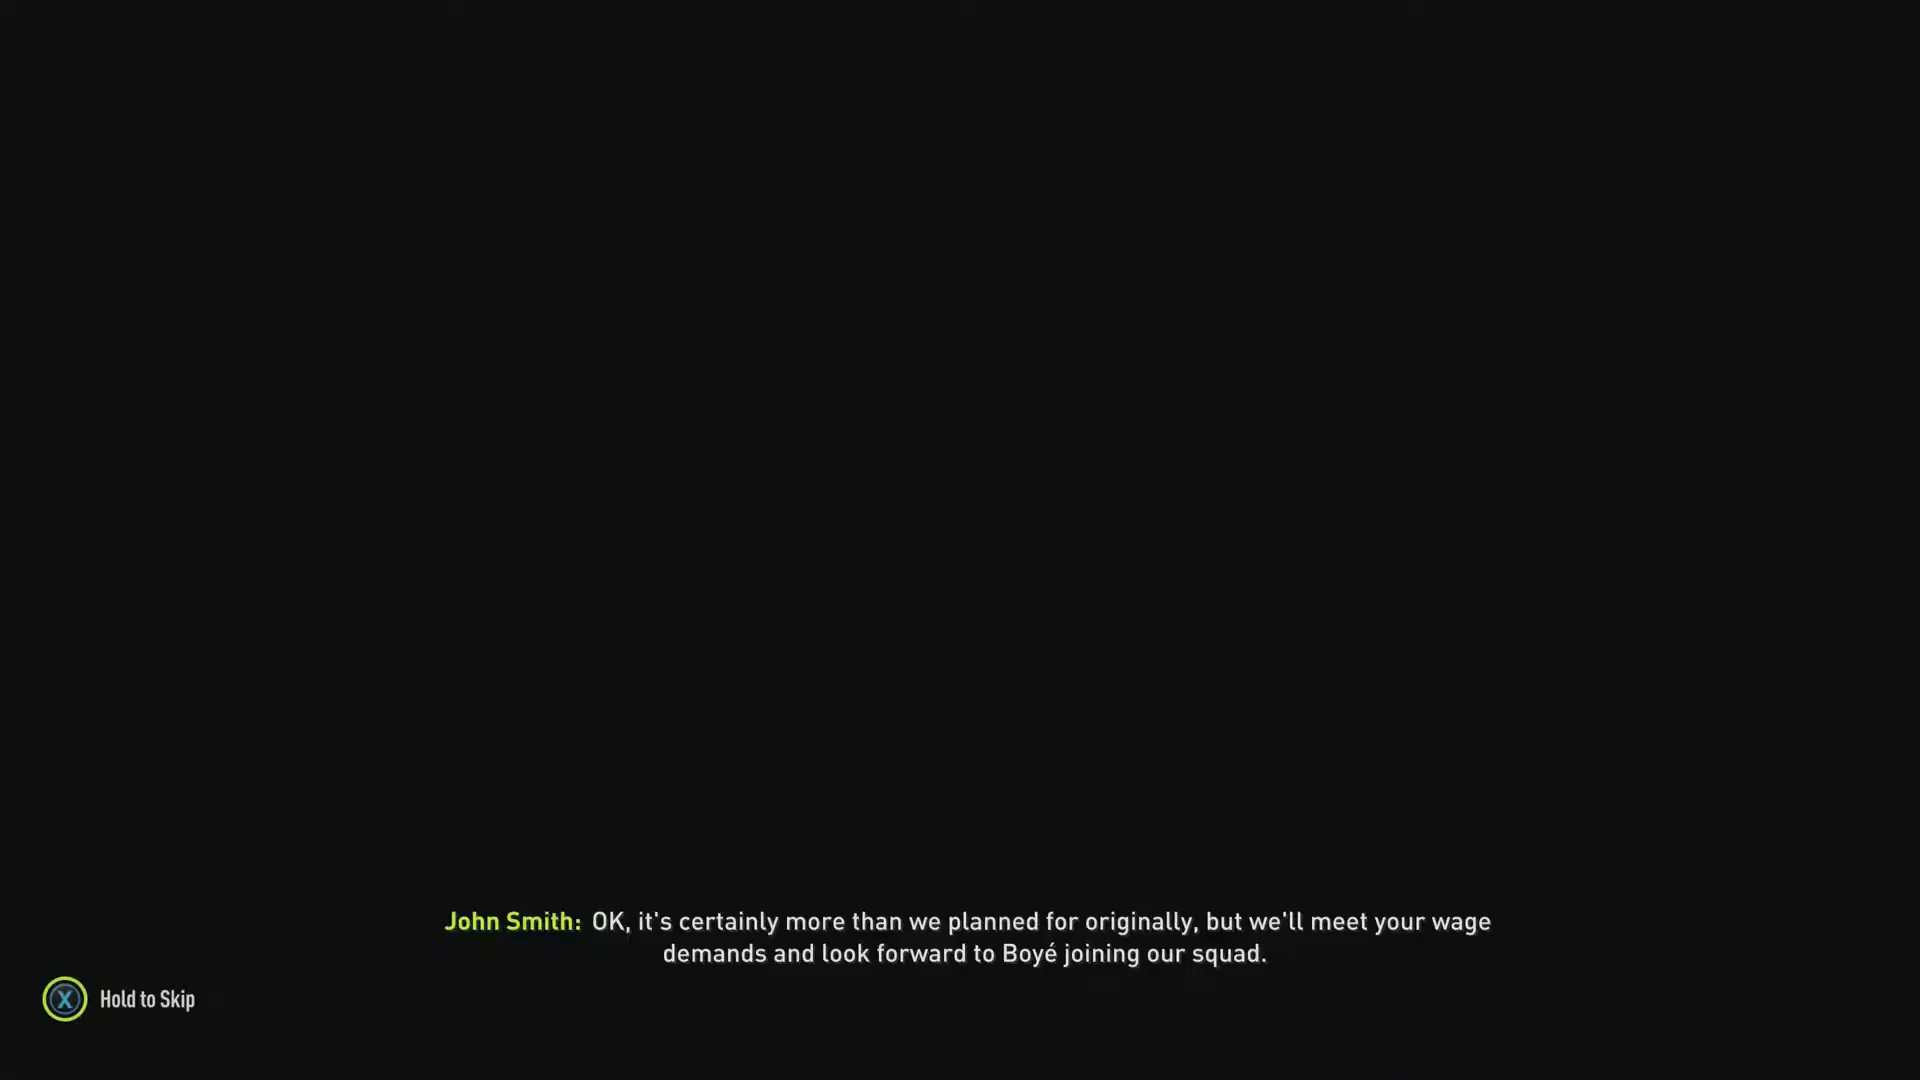 John Smith: OK, it's certainly more than we planned for originally, but we'll meet your wage
demands and look forward to Boyé joining our squad.
X Hold to Skip